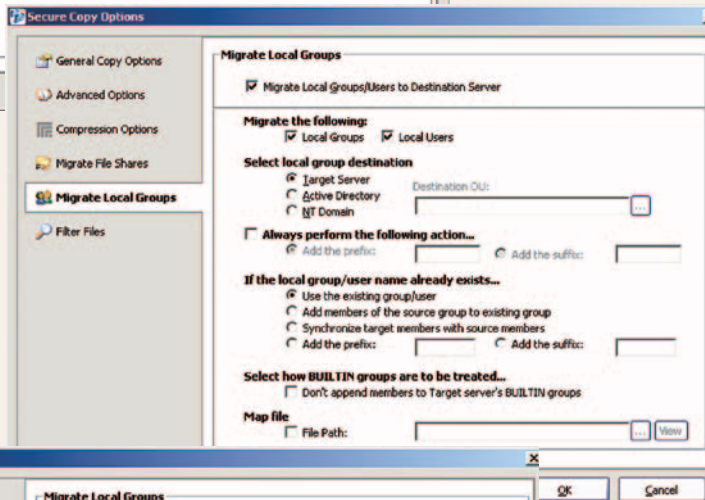 Secure Copy Options
General Copy Options
Advanced Options
Compression Options
Migrate File Shares
Migrate Local Groups
Filter Files
Migrate Local Groups
Migrate Local Groups/Users to Destination Server
Migrate the following:
Local Groups Local Users
Select local group destination
Target Server
Active Directory
NT Domain
Destination OU:
...
Always perform the following action...
Add the prefix: Add the suffix:
If the local group/user name already exists...
Use the existing group/user
Add members of the source group to existing group
Synchronize target members with source members
Add the prefix: Add the suffix:
Select how BUILTIN groups are to be treated...
Don't append members to Target server's BUILTIN groups
Map file
File Path: ... View
OK Cancel
Migrate Local Groups